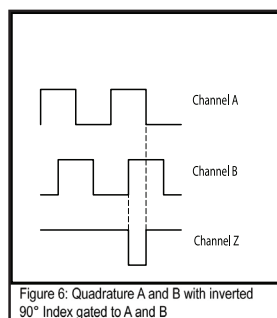 Channel A
Channel B
Channel Z
Figure 6: Quadrature A and B with inverted
90° Index gated to A and B